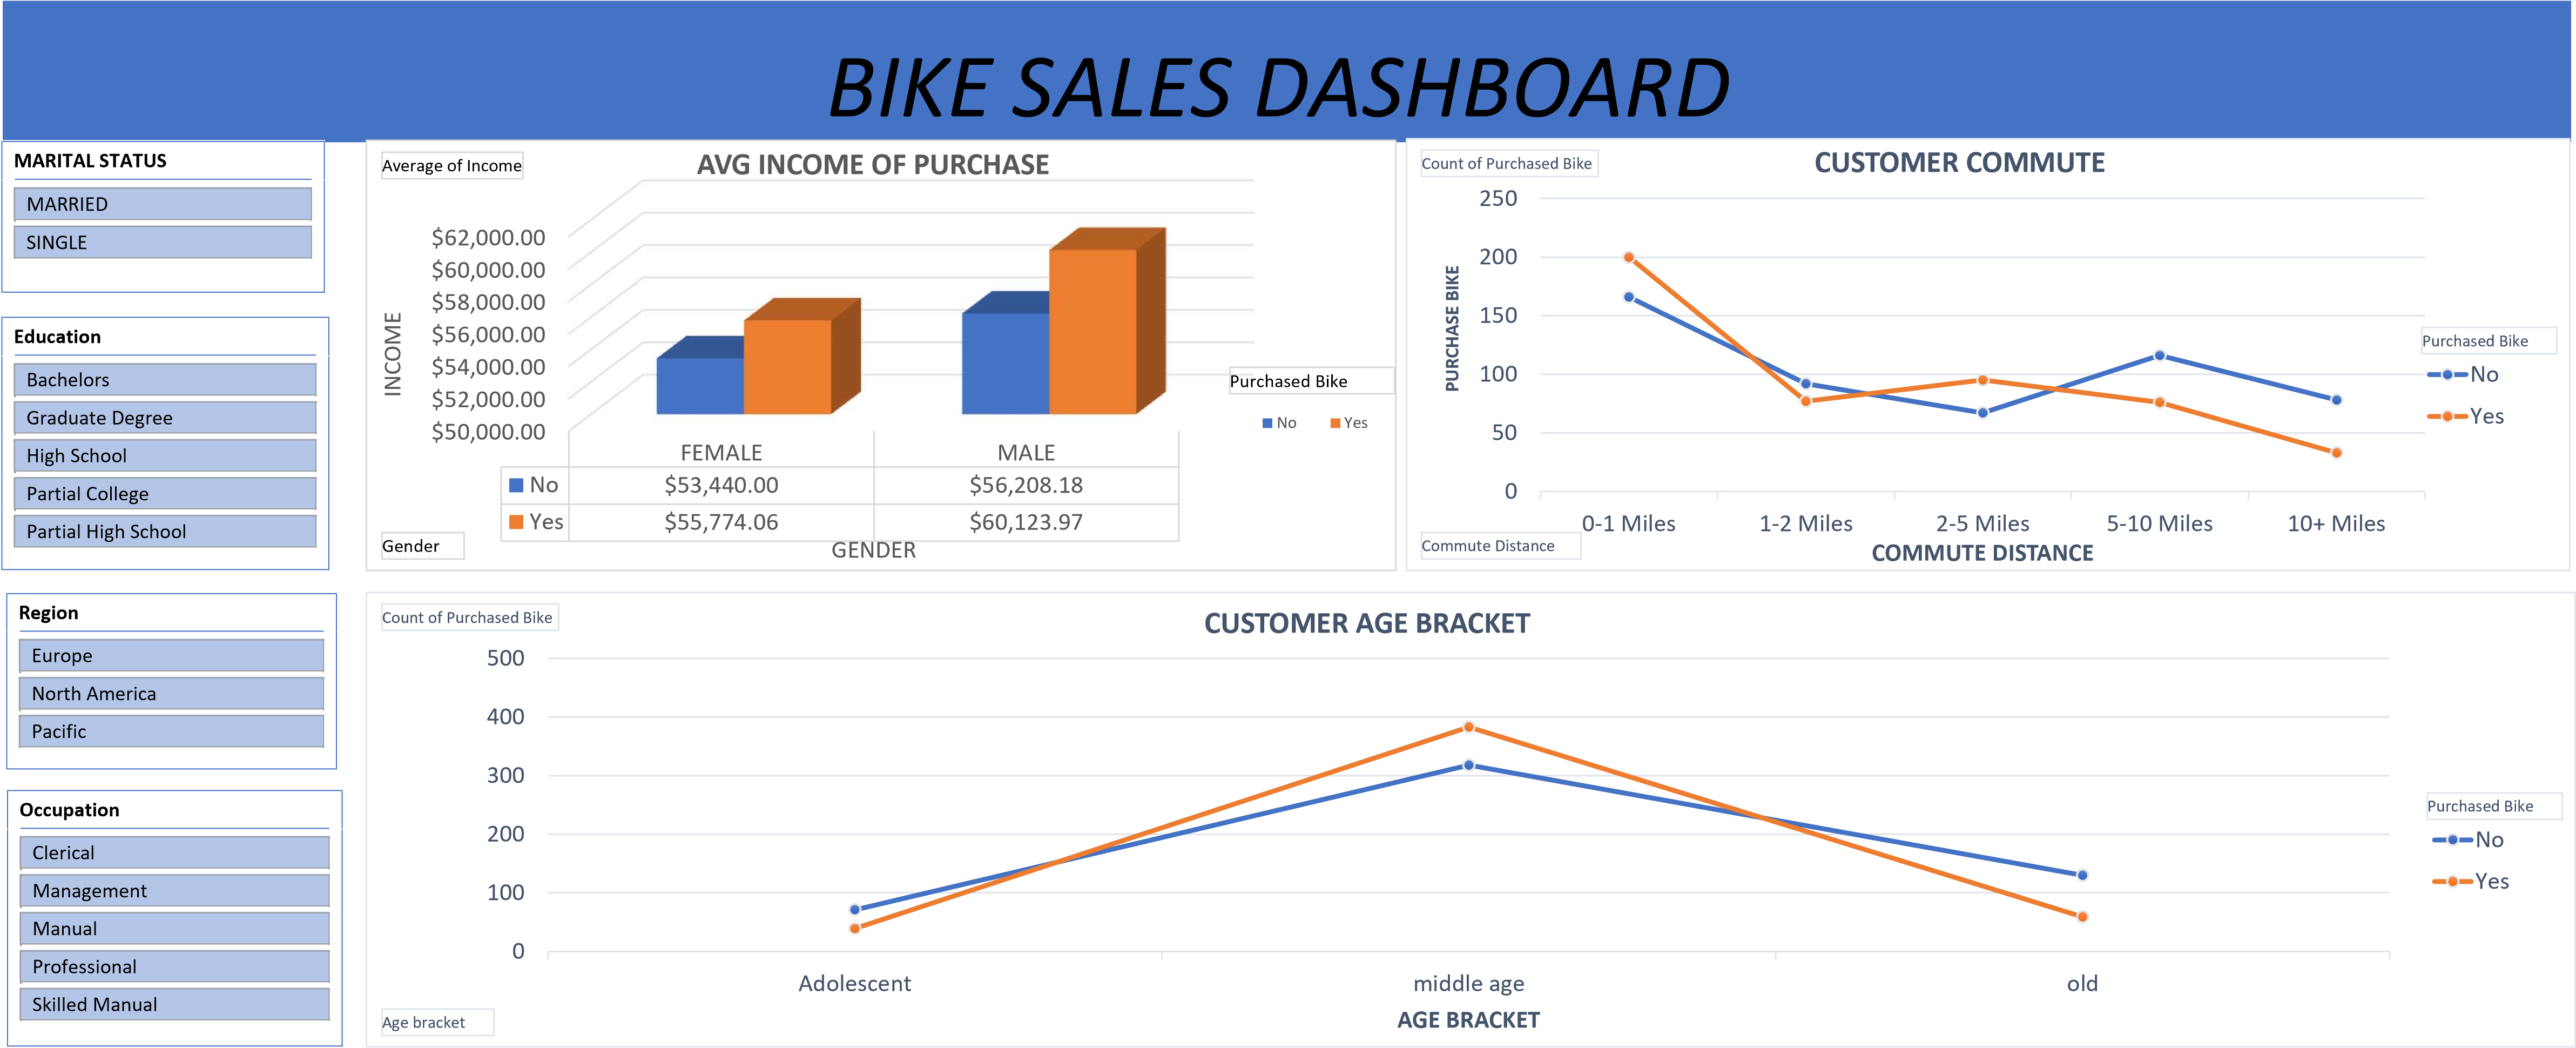 BIKE SALES DASHBOARD
MARITAL STATUS
MARRIED
SINGLE
Education
Bachelors
Graduate Degree
High School
Partial College
Partial High School
Region
Europe
North America
Pacific
Occupation
Clerical
Management
Manual
Professional
Skilled Manual
Average of Income
AVG INCOME OF PURCHASE
INCOME
$62,000.00
$60,000.00
$58,000.00
$56,000.00
$54,000.00
$52,000.00
$50,000.00
FEMALE MALE
No $53,440.00 $56,208.18
Yes $55,774.06 $60,123.97
GENDER
Gender
Purchased Bike
No Yes
Count of Purchased Bike
CUSTOMER COMMUTE
PURCHASE BIKE
250
200
150
100
50
0
0-1 Miles 1-2 Miles 2-5 Miles 5-10 Miles 10+ Miles
Commute Distance
COMMUTE DISTANCE
Purchased Bike
No
Yes
Count of Purchased Bike
CUSTOMER AGE BRACKET
500
400
300
200
100
0
Adolescent middle age old
AGE BRACKET
Age bracket
Purchased Bike
No
Yes